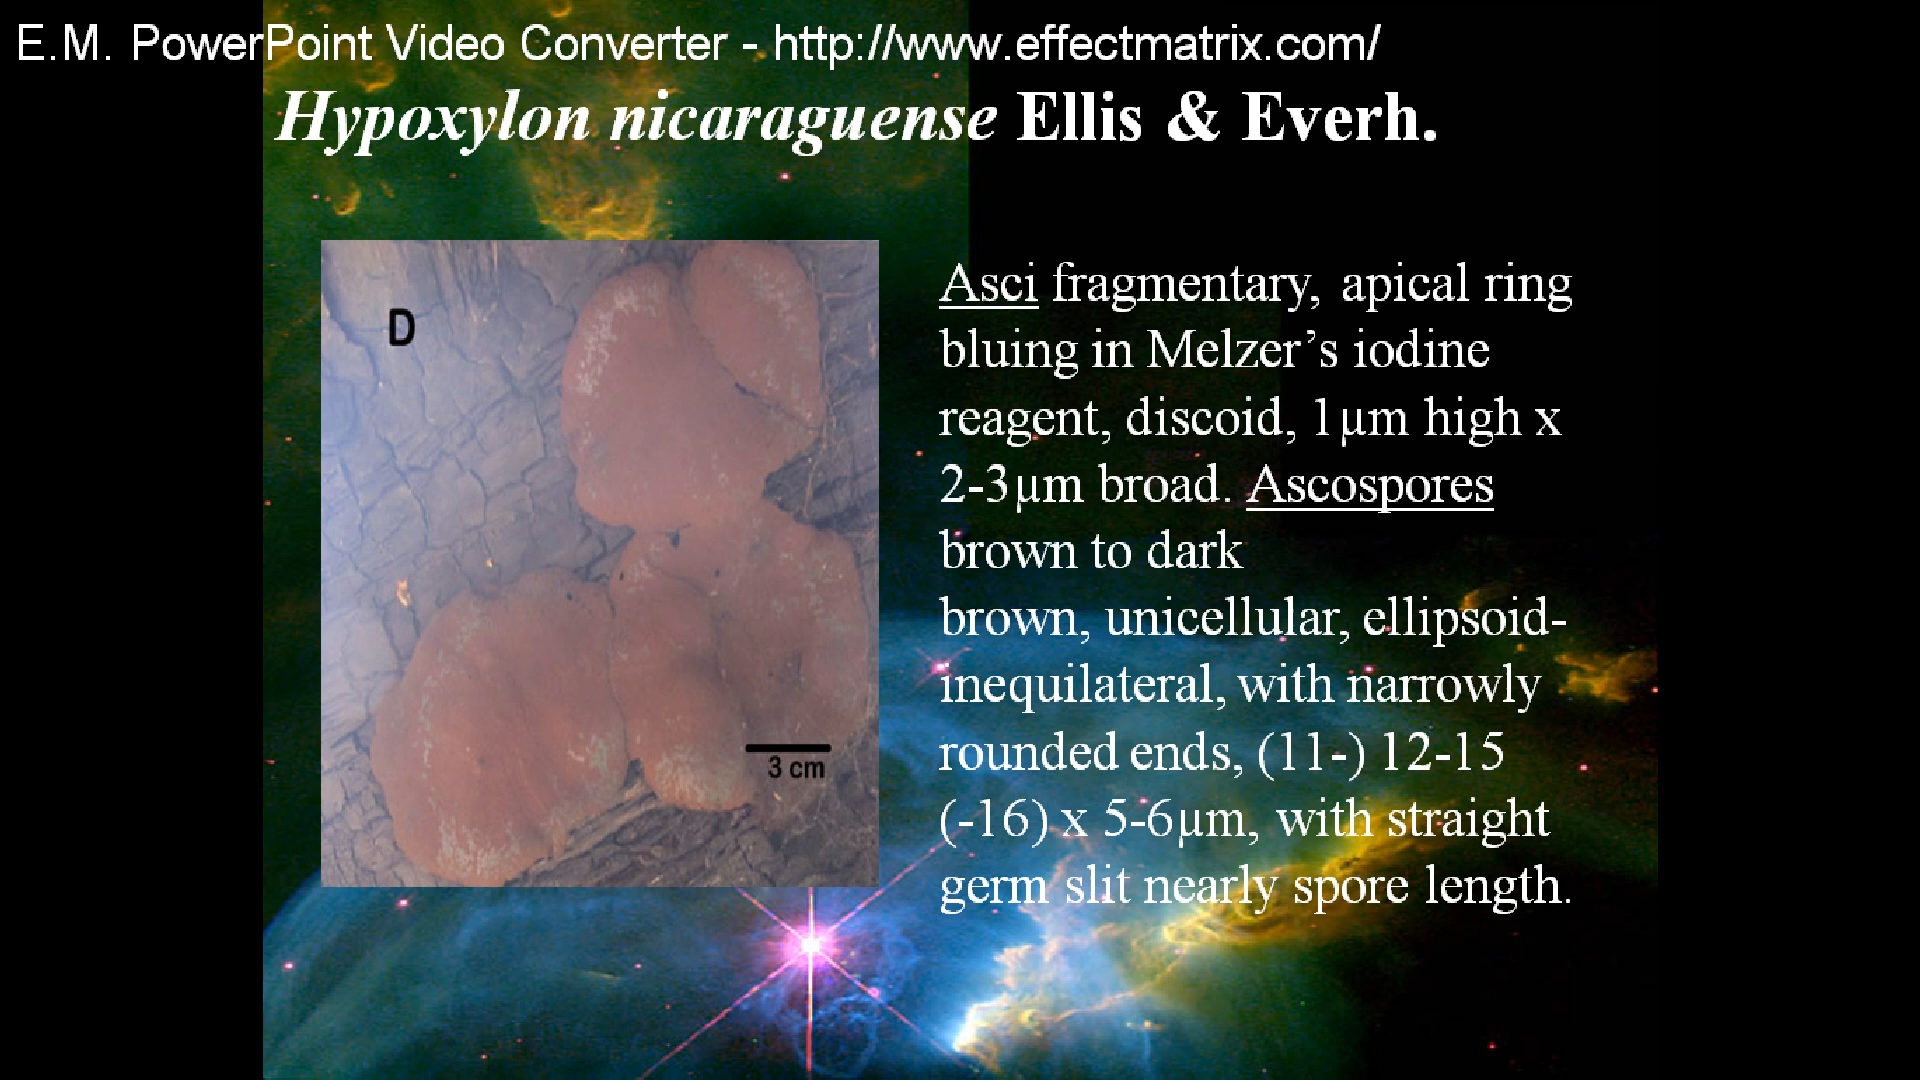 E.M. PowerPoint Video Converter - http://www.effectmatrix.com/
Hypoxylon nicaraguense Ellis & Everh.
D
3 cm
Asci fragmentary, apical ring
bluing in Melzer’s iodine
reagent, discoid, 1µm high x
2-3µm broad. Ascospores
brown to dark
brown, unicellular, ellipsoid-
inequilateral, with narrowly
rounded ends, (11-) 12-15
(-16) x 5-6µm, with straight
germ slit nearly spore length.